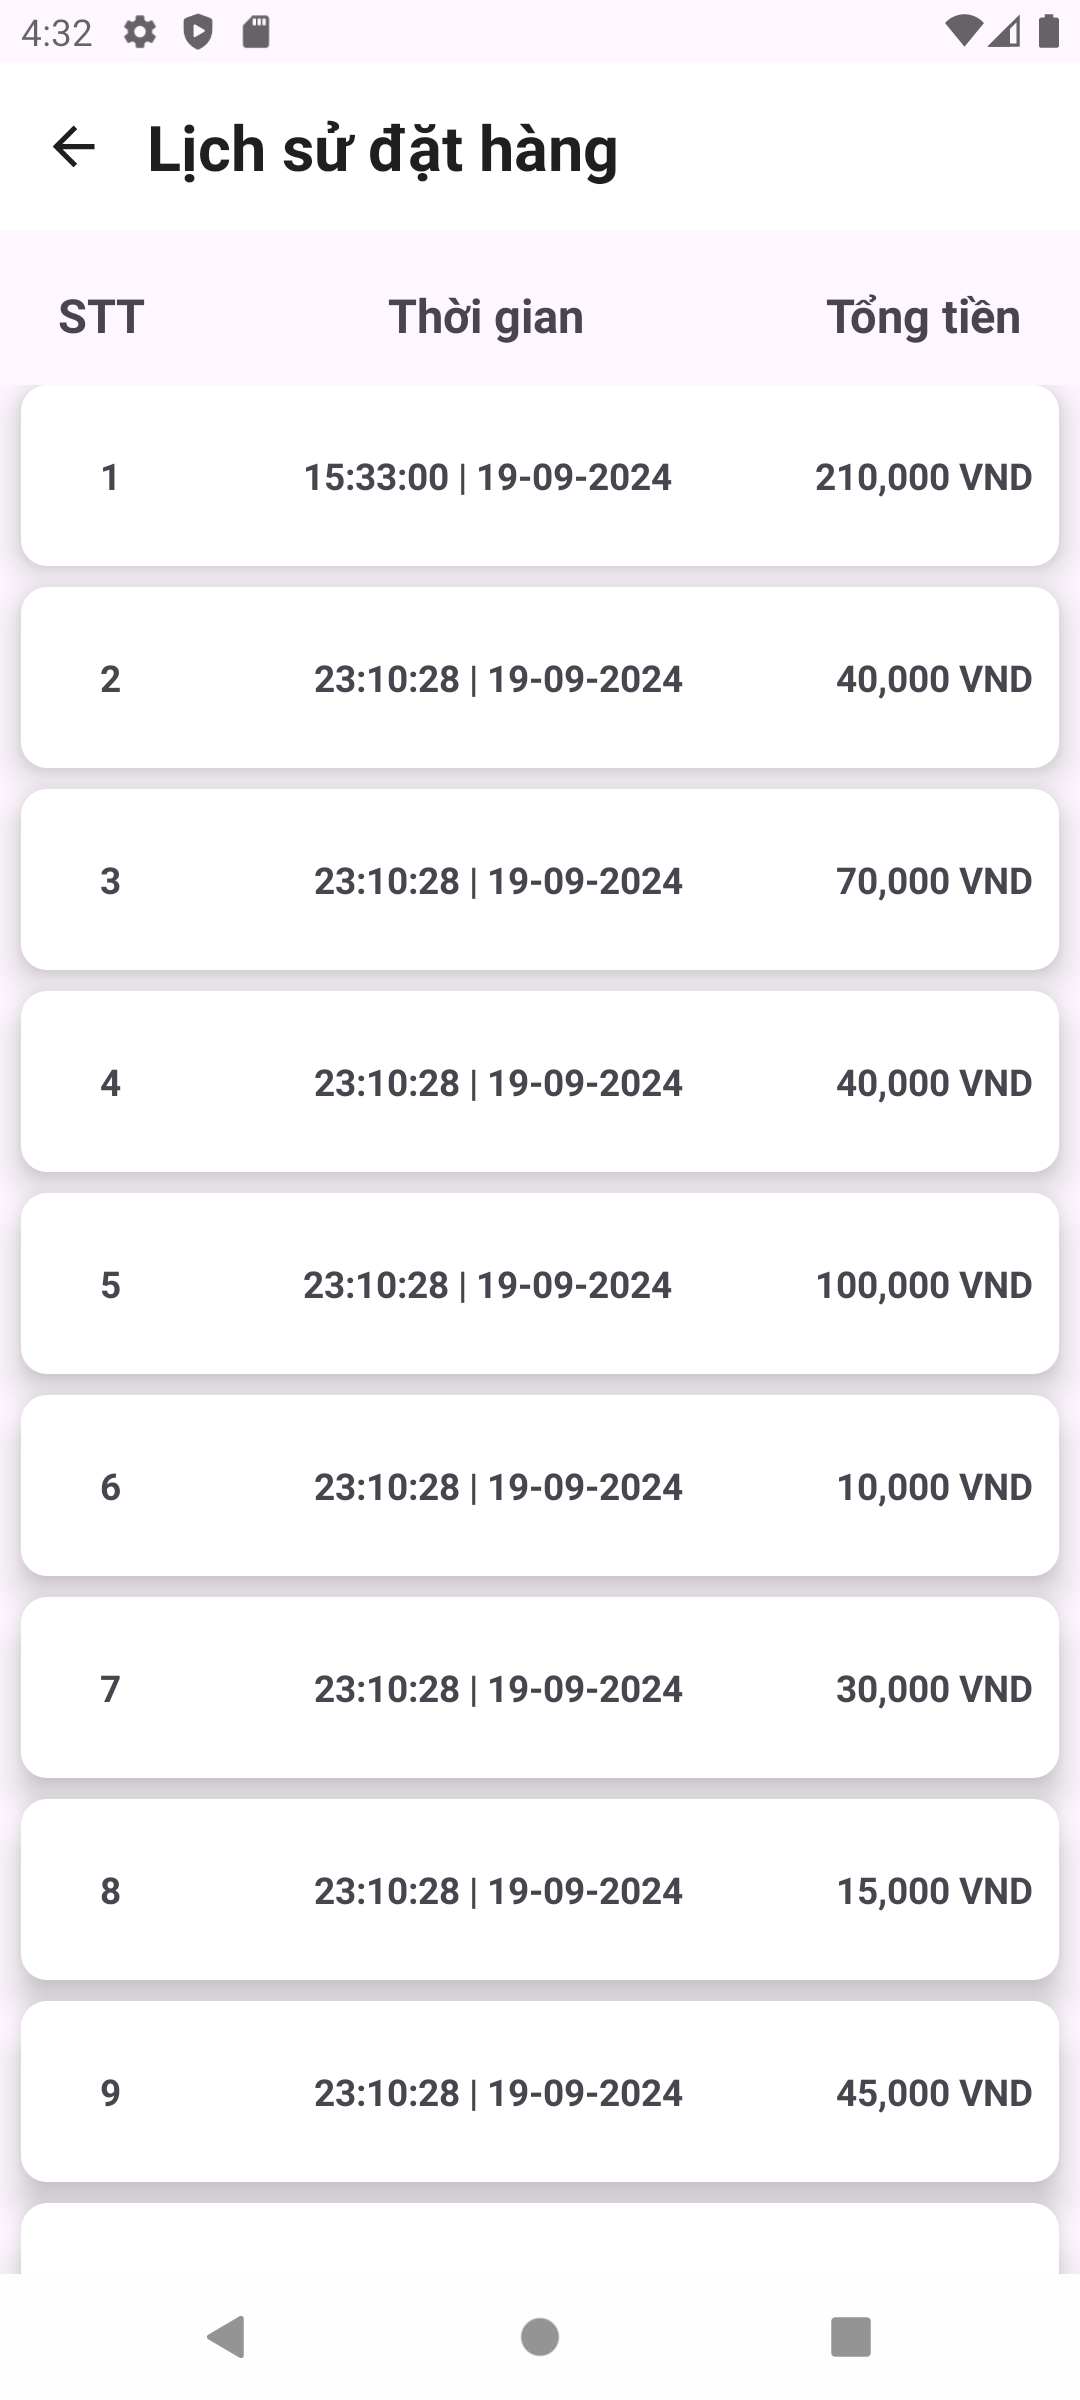 4:32
Lịch sử đặt hàng
STT Thời gian Tổng tiền
1 15:33:00 | 19-09-2024 210,000 VND
2 23:10:28 | 19-09-2024 40,000 VND
3 23:10:28 | 19-09-2024 70,000 VND
4 23:10:28 | 19-09-2024 40,000 VND
5 23:10:28 | 19-09-2024 100,000 VND
6 23:10:28 | 19-09-2024 10,000 VND
7 23:10:28 | 19-09-2024 30,000 VND
8 23:10:28 | 19-09-2024 15,000 VND
9 23:10:28 | 19-09-2024 45,000 VND